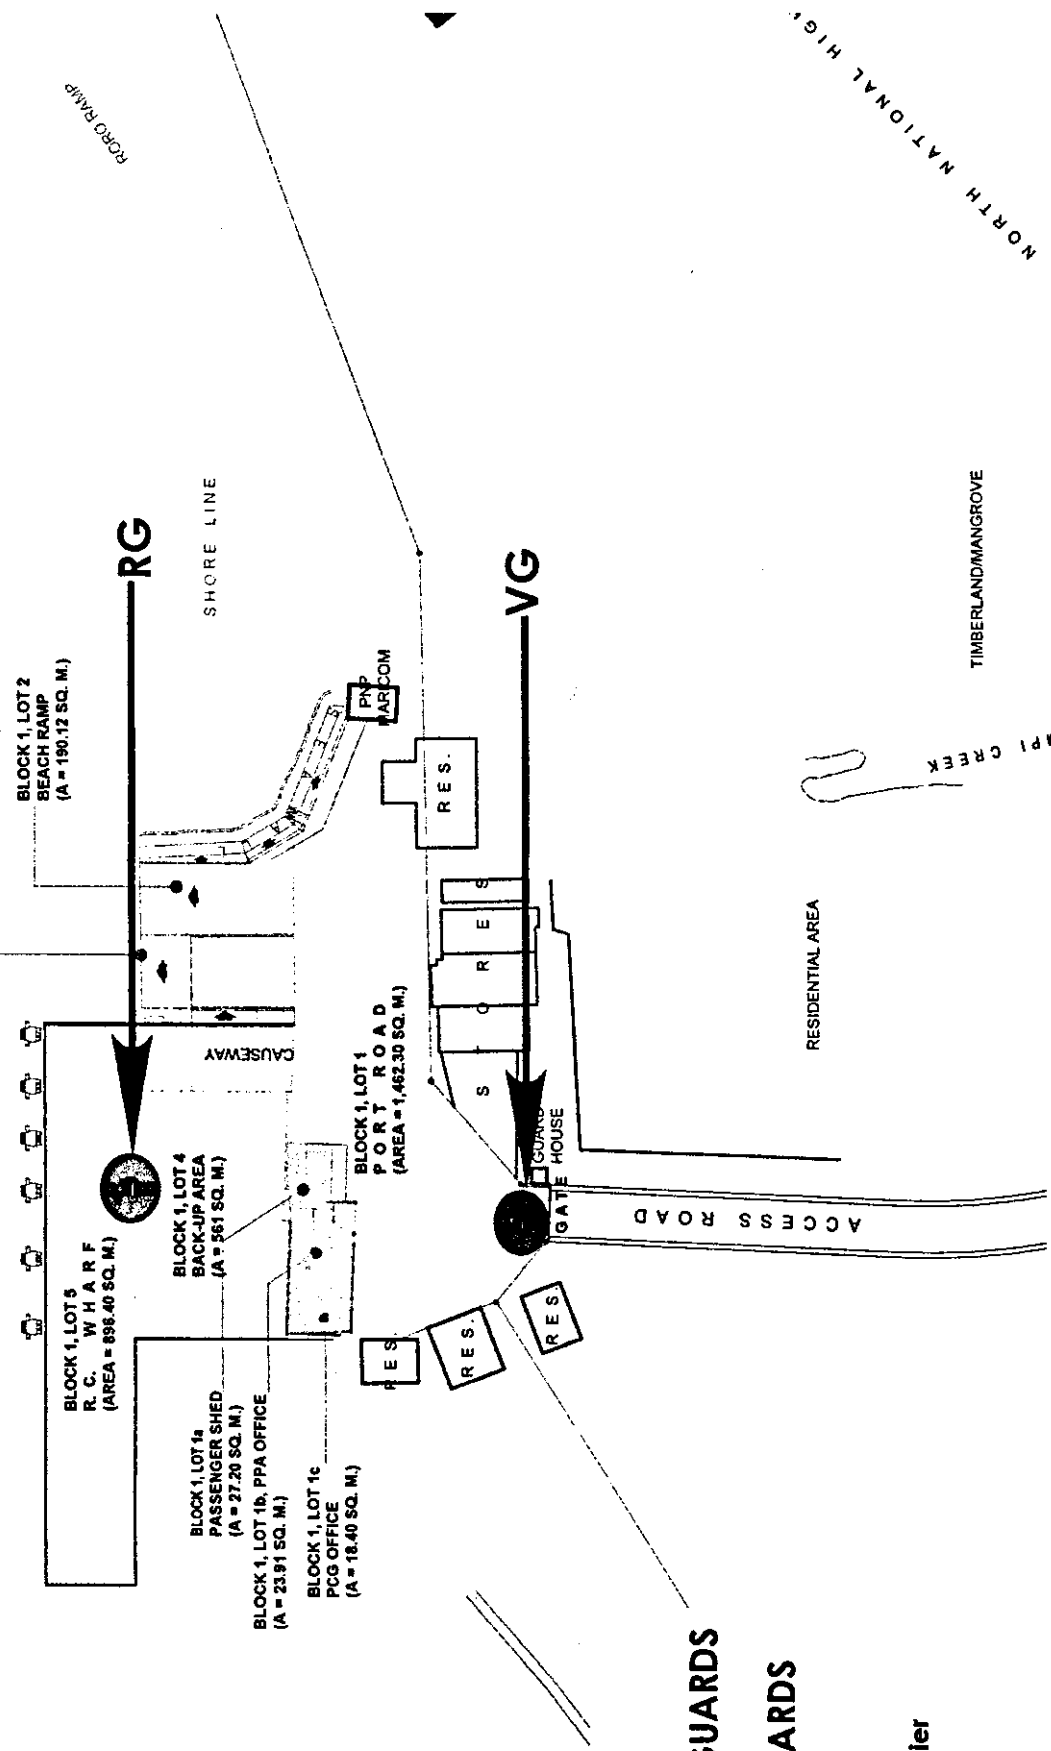 RORO RAMP
NORTH NATIONAL
SHORE LINE
RG
BLOCK 1, LOT 2
BEACH RAMP
(A = 190.12 SQ. M.)
PNP
MARICOM
VG
TIMBERLAND/MANGROVE
CREEK
RES.
STORES
RESIDENTIAL AREA
CAUSEWAY
BLOCK 1, LOT 1
PORT ROAD
(AREA = 1,462.30 SQ. M.)
GUARD
HOUSE
GATE
ACCESS ROAD
BLOCK 1, LOT 5
R. C. WHARF
(AREA = 896.40 SQ. M.)
BLOCK 1, LOT 4
BACK-UP AREA
(A = 561 SQ. M.)
BLOCK 1, LOT 1a
PASSENGER SHED
(A = 27.20 SQ. M.)
BLOCK 1, LOT 1b, PPA OFFICE
(A = 23.91 SQ. M.)
BLOCK 1, LOT 1c
PCG OFFICE
(A = 18.40 SQ. M.)
RES
RES.
RES.
GUARDS
ARDS
ier